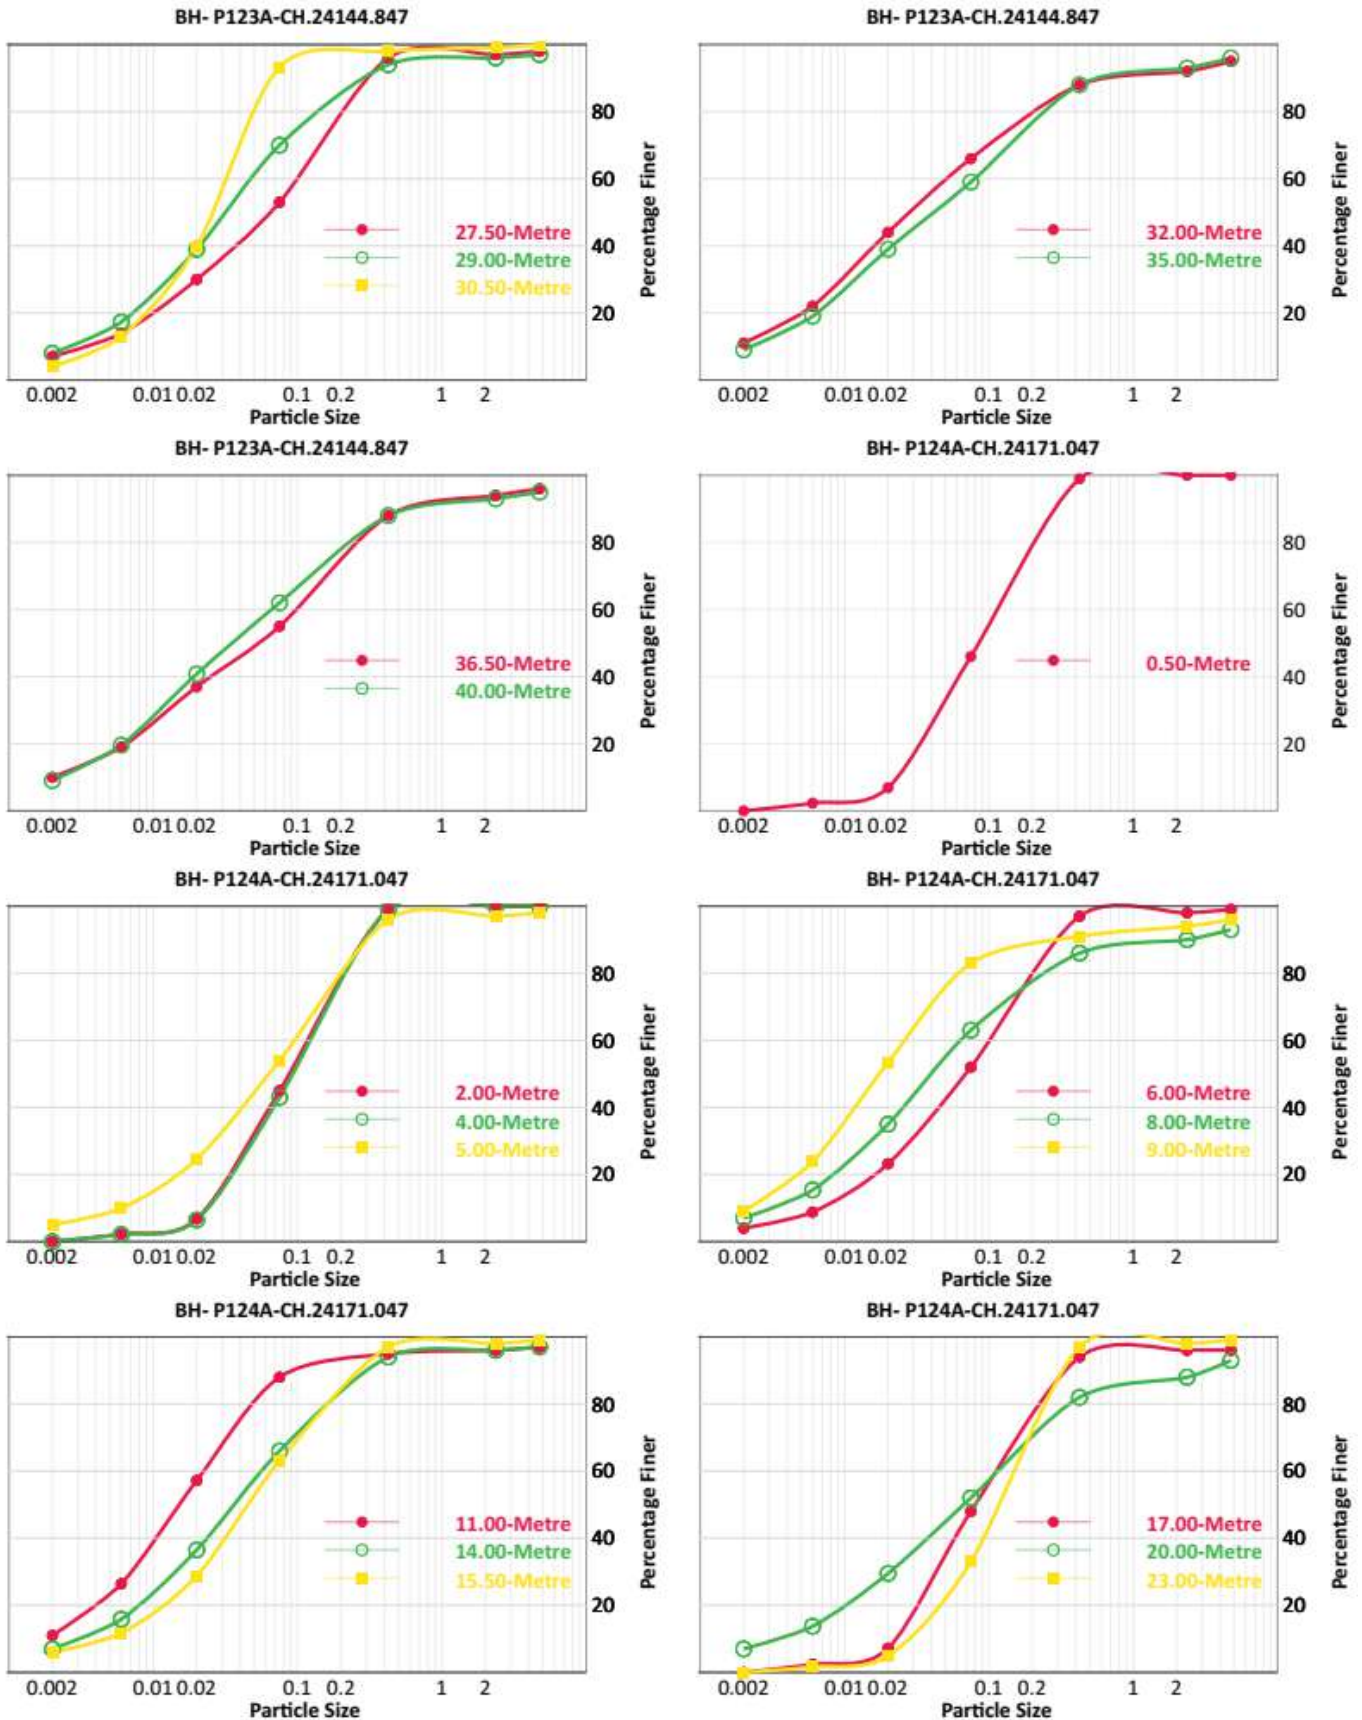 BH- P123A-CH.24144.847
80
60
40
20
Percentage Finer
27.50-Metre
29.00-Metre
30.50-Metre
0.002 0.01 0.02 0.1 0.2 1 2
Particle Size
BH- P123A-CH.24144.847
80
60
40
20
Percentage Finer
32.00-Metre
35.00-Metre
0.002 0.01 0.02 0.1 0.2 1 2
Particle Size
BH- P123A-CH.24144.847
80
60
40
20
Percentage Finer
36.50-Metre
40.00-Metre
0.002 0.01 0.02 0.1 0.2 1 2
Particle Size
BH- P124A-CH.24171.047
80
60
40
20
Percentage Finer
0.50-Metre
0.002 0.01 0.02 0.1 0.2 1 2
Particle Size
BH- P124A-CH.24171.047
80
60
40
20
Percentage Finer
2.00-Metre
4.00-Metre
5.00-Metre
0.002 0.01 0.02 0.1 0.2 1 2
Particle Size
BH- P124A-CH.24171.047
80
60
40
20
Percentage Finer
6.00-Metre
8.00-Metre
9.00-Metre
0.002 0.01 0.02 0.1 0.2 1 2
Particle Size
BH- P124A-CH.24171.047
80
60
40
20
Percentage Finer
11.00-Metre
14.00-Metre
15.50-Metre
0.002 0.01 0.02 0.1 0.2 1 2
Particle Size
BH- P124A-CH.24171.047
80
60
40
20
Percentage Finer
17.00-Metre
20.00-Metre
23.00-Metre
0.002 0.01 0.02 0.1 0.2 1 2
Particle Size